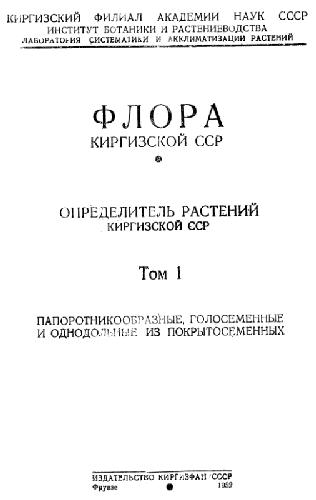 КИРГИЗСКИЙ ФИЛИАЛ АКАДЕМИИ НАУК СССР
ИНСТИТУТ БОТАНИКИ И РАСТЕНИЕВОДСТВА
ЛАБОРАТОРИЯ СИСТЕМАТИКИ И АККЛИМАТИЗАЦИИ РАСТЕНИЙ
ФЛОРА
КИРГИЗСКОЙ ССР
ОПРЕДЕЛИТЕЛЬ РАСТЕНИЙ
КИРГИЗСКОЙ ССР
Том 1
ПАПОРОТНИКООБРАЗНЫЕ, ГОЛОСЕМЕННЫЕ
И ОДНОДОЛЬНЫЕ ИЗ ПОКРЫТОСЕМЕННЫХ
ИЗДАТЕЛЬСТВО КИРГИЗФАН СССР
Фрунзе 1952